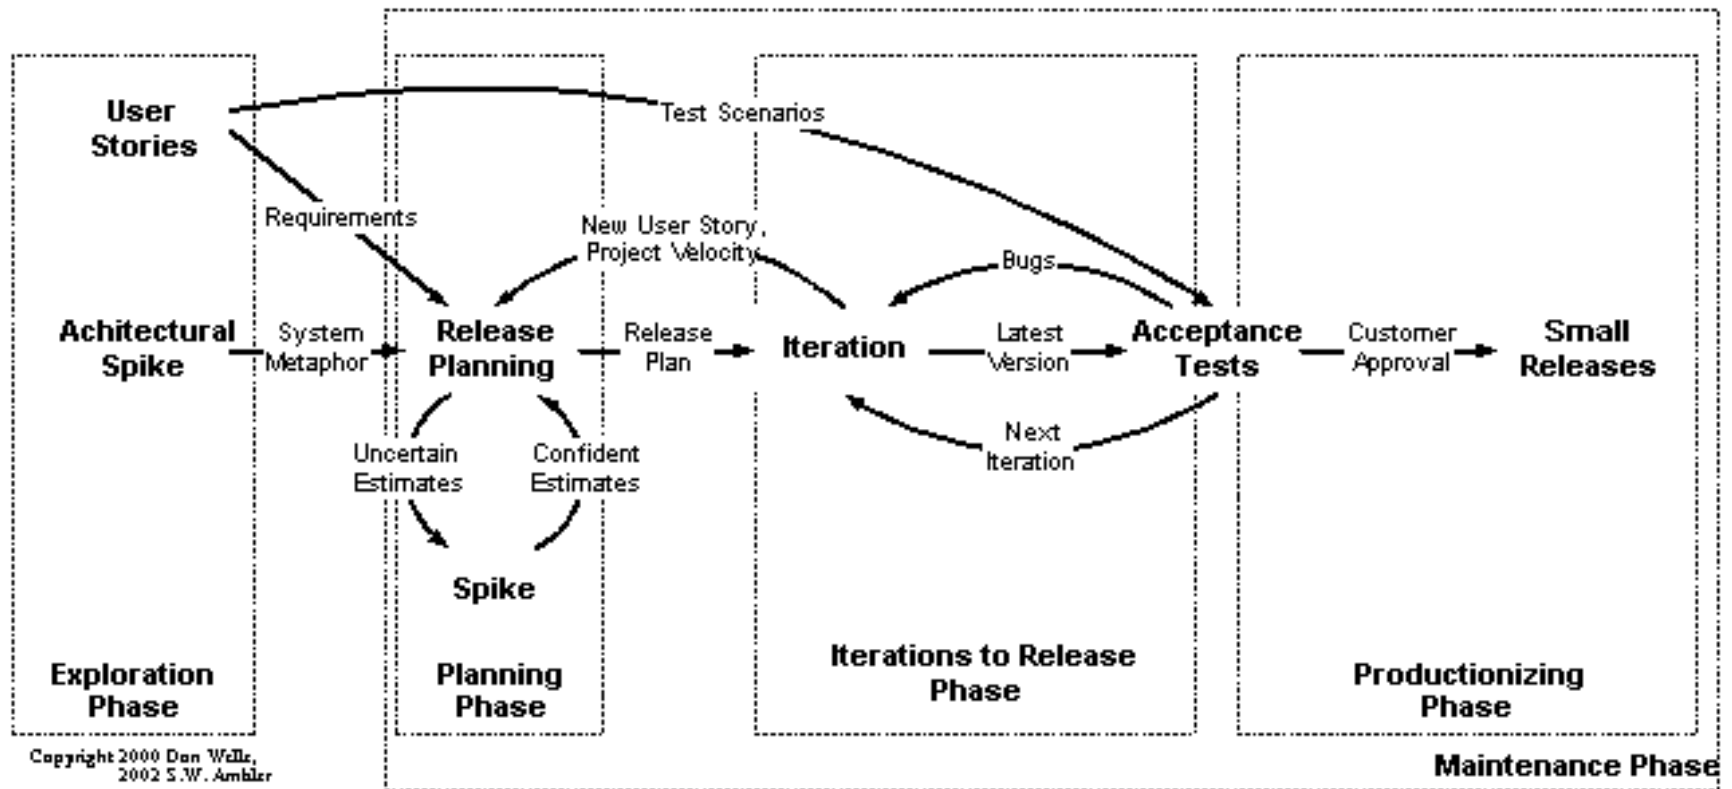 User
Stories
Test Scenarios
Requirements
New User Story,
Project Velocity
Bugs
Achitectural
Spike
System
Metaphor
Release
Planning
Release
Plan
Iteration
Latest
Version
Acceptance
Tests
Customer
Approval
Small
Releases
Uncertain
Estimates
Confident
Estimates
Next
Iteration
Spike
Exploration
Phase
Planning
Phase
Iterations to Release
Phase
Productionizing
Phase
Copyright 2000 Don Wells,
2002 S.W. Ambler
Maintenance Phase